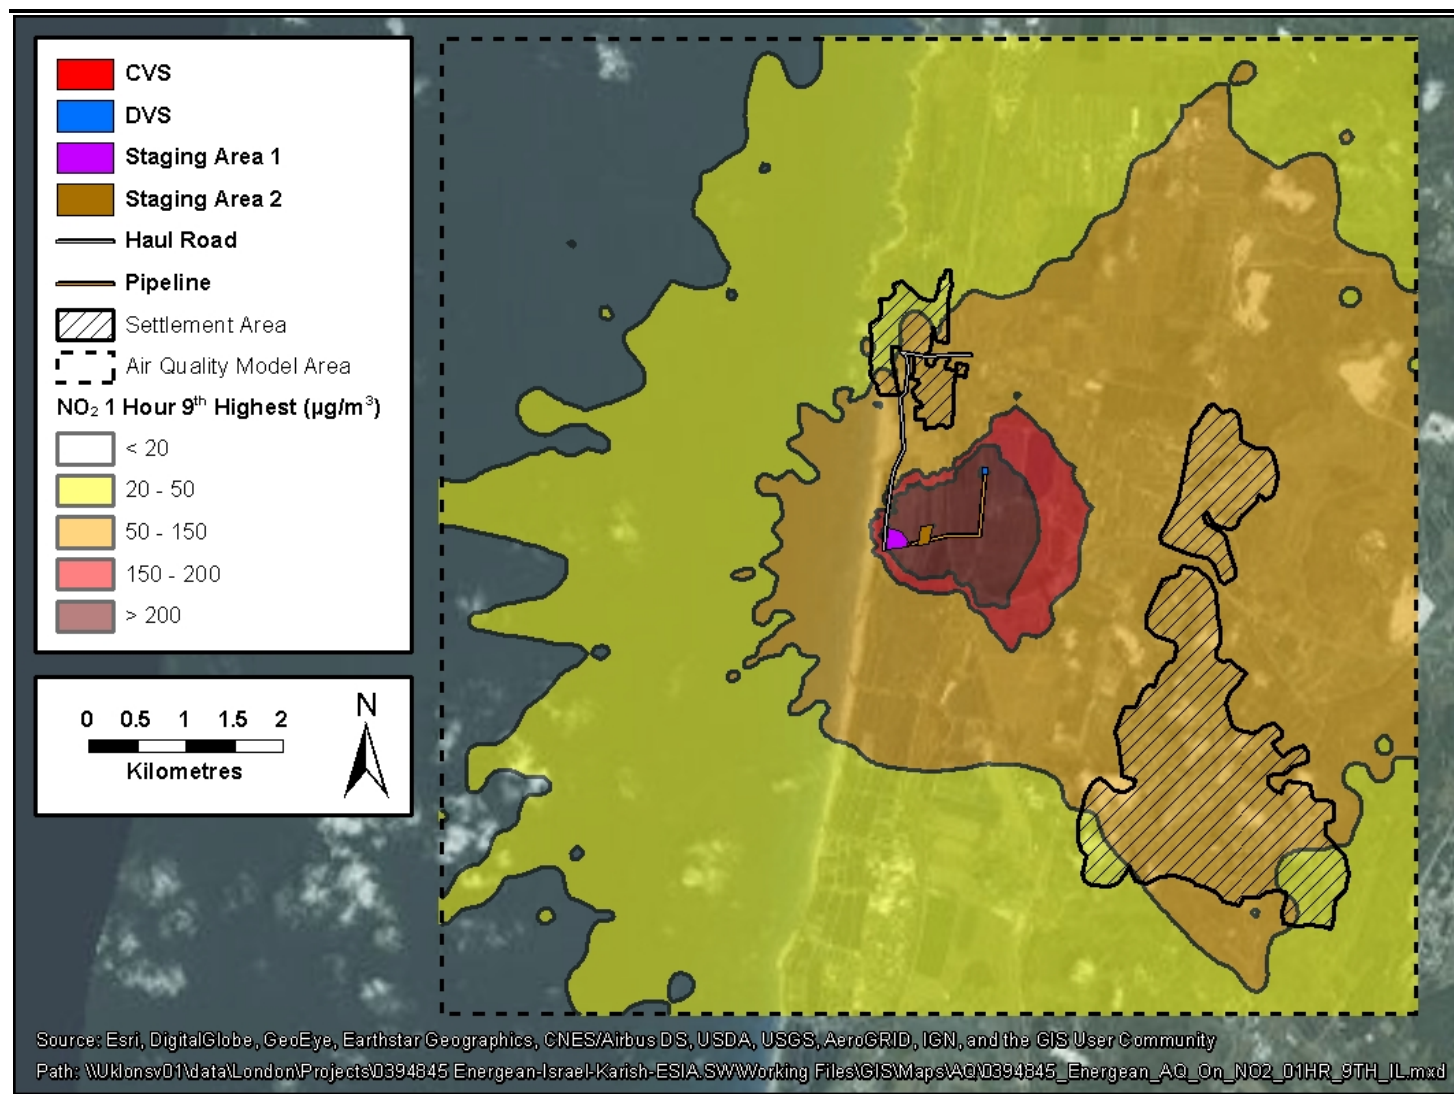 CVS
DVS
Staging Area 1
Staging Area 2
Haul Road
Pipeline
Settlement Area
Air Quality Model Area
NO₂ 1 Hour 9ᵗʰ Highest (µg/m³)
< 20
20 - 50
50 - 150
150 - 200
> 200
0 0.5 1 1.5 2
Kilometres
N
Source: Esri, DigitalGlobe, GeoEye, Earthstar Geographics, CNES/Airbus DS, USDA, USGS, AeroGRID, IGN, and the GIS User Community
Path: \\Uklonsv01\data\London\Projects\0394845 Energean-Israel-Karish-ESIA.SW\Working Files\GIS\Maps\AQ\0394845_Energean_AQ_On_NO2_01HR_9TH_IL.mxd